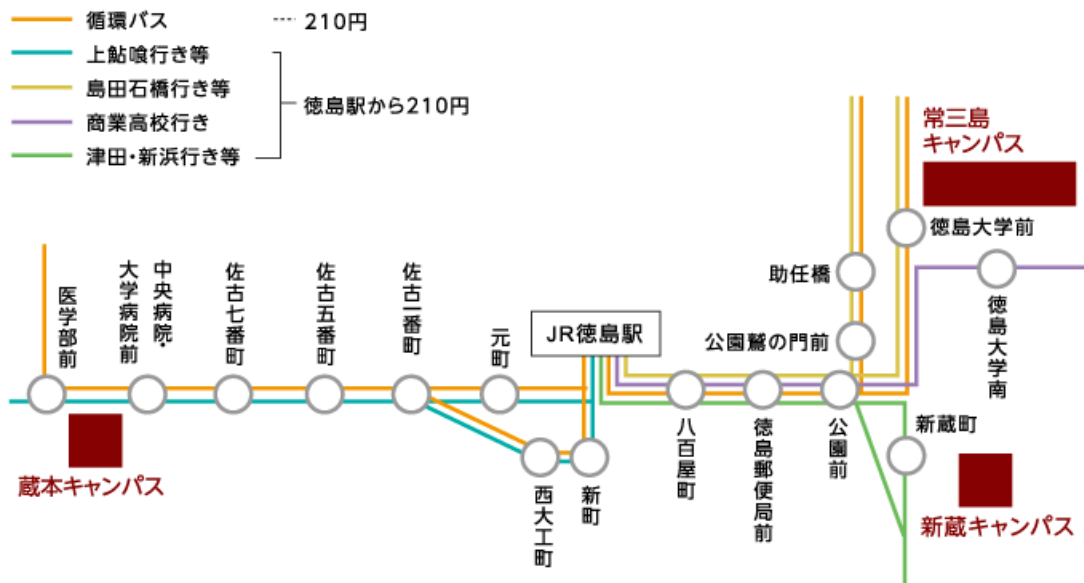 循環バス
210円
上鮎喰行き等
島田石橋行き等
商業高校行き
津田・新浜行き等
徳島駅から210円
常三島
キャンパス
徳島大学前
助任橋
徳島大学南
公園鷲の門前
JR徳島駅
医学部前
中央病院・
大学病院前
佐古七番町
佐古五番町
佐古一番町
元町
八百屋町
徳島郵便局前
公園前
新蔵町
西大工町
新町
蔵本キャンパス
新蔵キャンパス